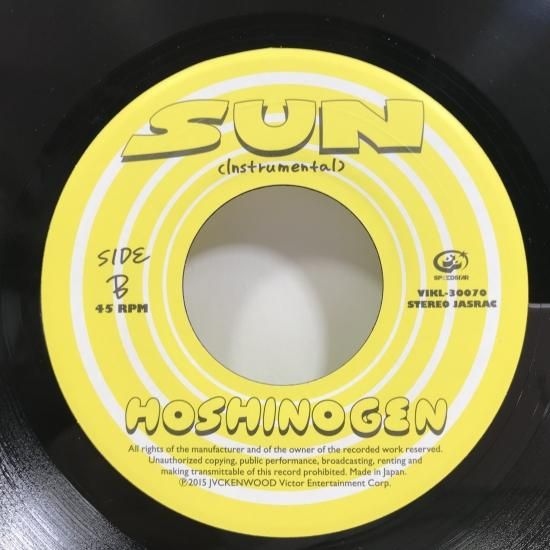 SUN
(Instrumental)
SIDE
B
45 RPM
SPEEDSTAR
VIKL-30070
STEREO JASRAC
HOSHINOGEN
All rights of the manufacturer and of the owner of the recorded work reserved.
Unauthorized copying, public performance, broadcasting, renting and
making transmittable of this record prohibited. Made in Japan.
Ⓟ2015 JVCKENWOOD Victor Entertainment Corp.